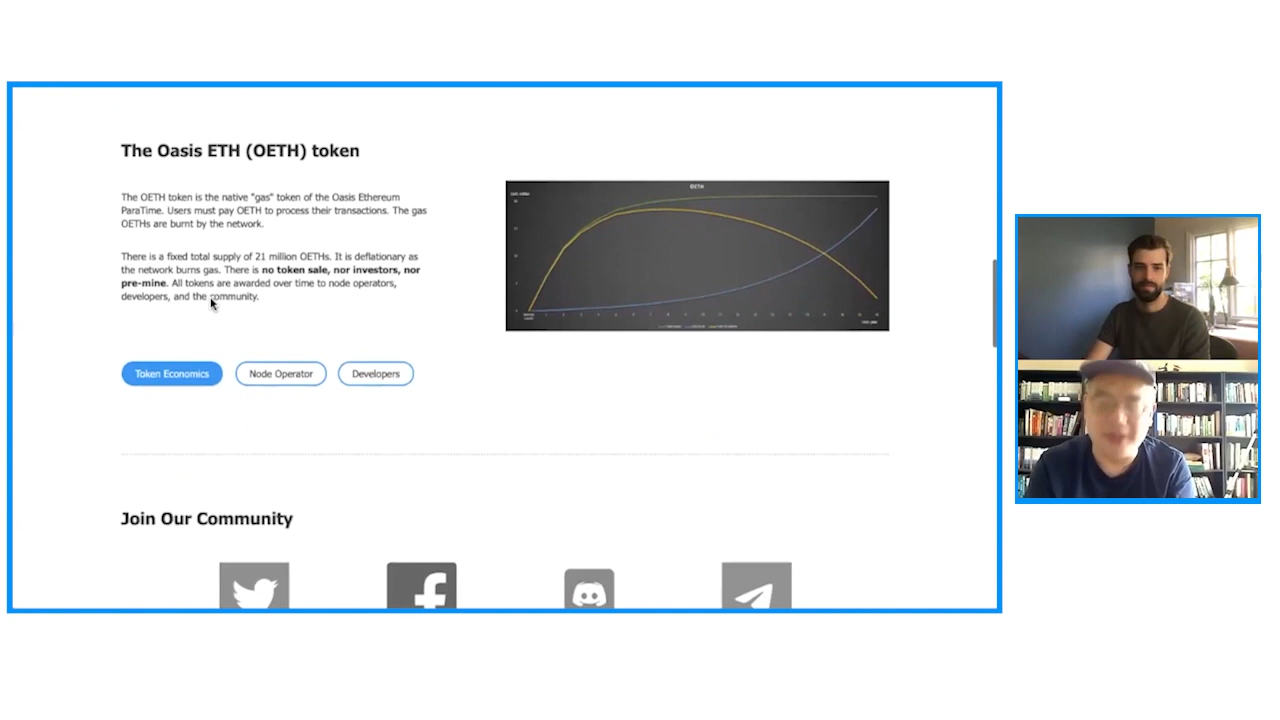 The Oasis ETH (OETH) token
The OETH token is the native "gas" token of the Oasis Ethereum
ParaTime. Users must pay OETH to process their transactions. The gas
OETHs are burnt by the network.
There is a fixed total supply of 21 million OETHs. It is deflationary as
the network burns gas. There is no token sale, nor investors, nor
pre-mine. All tokens are awarded over time to node operators,
developers, and the community.
OETH
Token Economics
Node Operator
Developers
Join Our Community